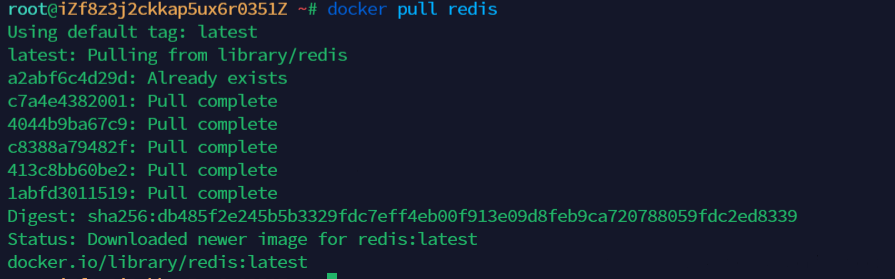 root@iZf8z3j2ckkap5ux6r0351Z ~# docker pull redis
Using default tag: latest
latest: Pulling from library/redis
a2abf6c4d29d: Already exists
c7a4e4382001: Pull complete
4044b9ba67c9: Pull complete
c8388a79482f: Pull complete
413c8bb60be2: Pull complete
1abfd3011519: Pull complete
Digest: sha256:db485f2e245b5b3329fdc7eff4eb00f913e09d8feb9ca720788059fdc2ed8339
Status: Downloaded newer image for redis:latest
docker.io/library/redis:latest